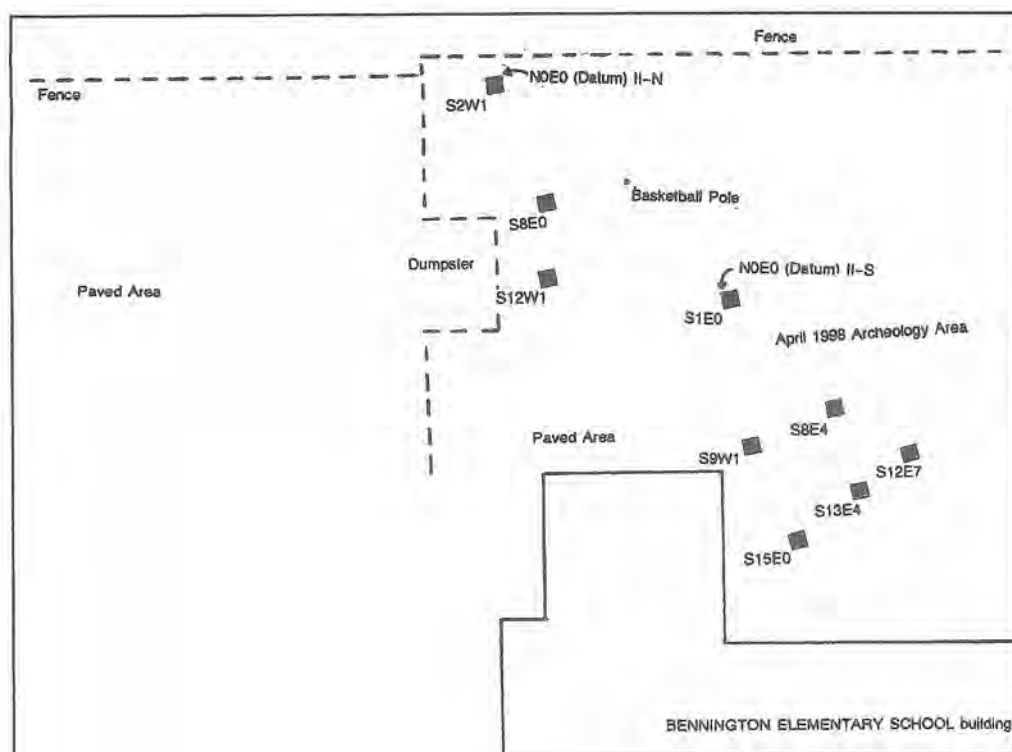 Fence
Fence
N0E0 (Datum) II-N
S2W1
Basketball Pole
S8E0
Dumpster
N0E0 (Datum) II-S
Paved Area
S12W1
S1E0
April 1998 Archeology Area
S8E4
Paved Area
S9W1
S12E7
S13E4
S15E0
BENNINGTON ELEMENTARY SCHOOL building